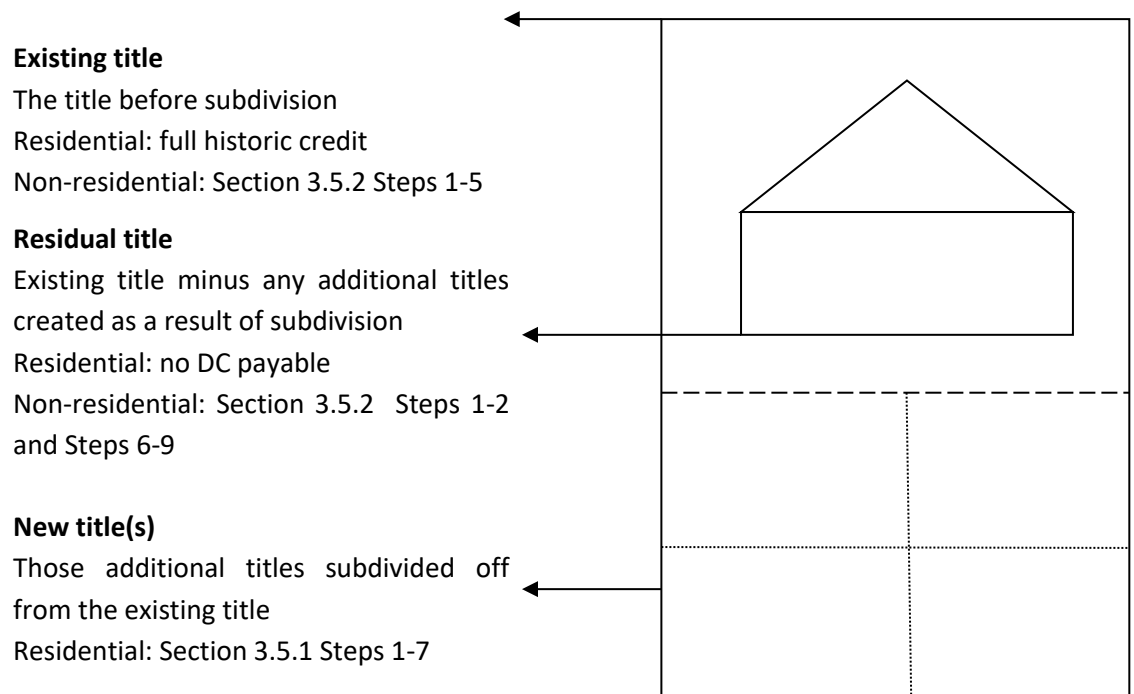 Existing title
The title before subdivision
Residential: full historic credit
Non-residential: Section 3.5.2 Steps 1-5
Residual title
Existing title minus any additional titles
created as a result of subdivision
Residential: no DC payable
Non-residential: Section 3.5.2 Steps 1-2
and Steps 6-9
New title(s)
Those additional titles subdivided off
from the existing title
Residential: Section 3.5.1 Steps 1-7